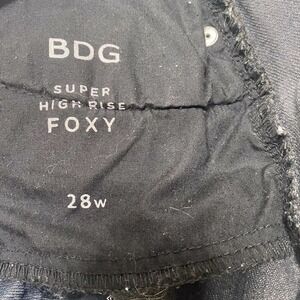 BDG
SUPER
HIGH RISE
FOXY
28W